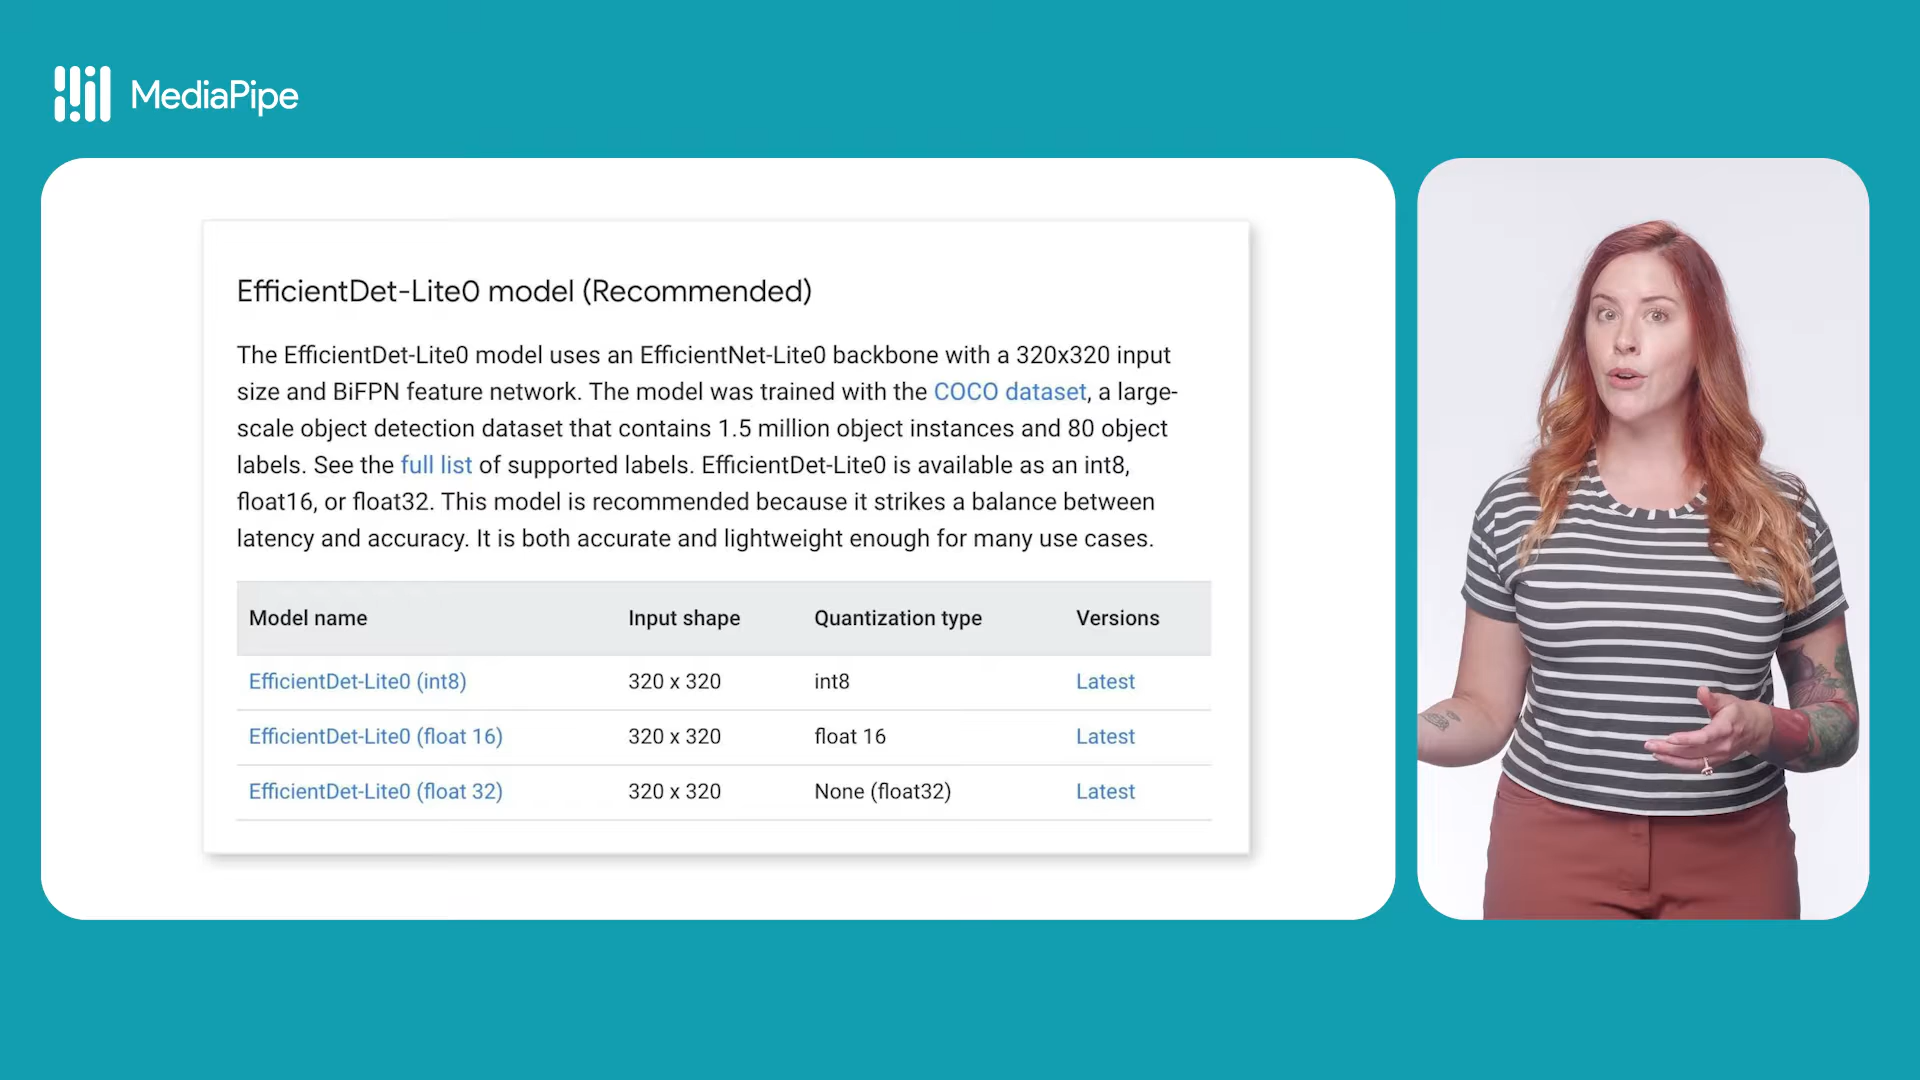 MediaPipe
EfficientDet-Lite0 model (Recommended)
The EfficientDet-Lite0 model uses an EfficientNet-Lite0 backbone with a 320x320 input
size and BiFPN feature network. The model was trained with the COCO dataset, a large-
scale object detection dataset that contains 1.5 million object instances and 80 object
labels. See the full list of supported labels. EfficientDet-Lite0 is available as an int8,
float16, or float32. This model is recommended because it strikes a balance between
latency and accuracy. It is both accurate and lightweight enough for many use cases.
Model name Input shape Quantization type Versions
EfficientDet-Lite0 (int8) 320 x 320 int8 Latest
EfficientDet-Lite0 (float 16) 320 x 320 float 16 Latest
EfficientDet-Lite0 (float 32) 320 x 320 None (float32) Latest